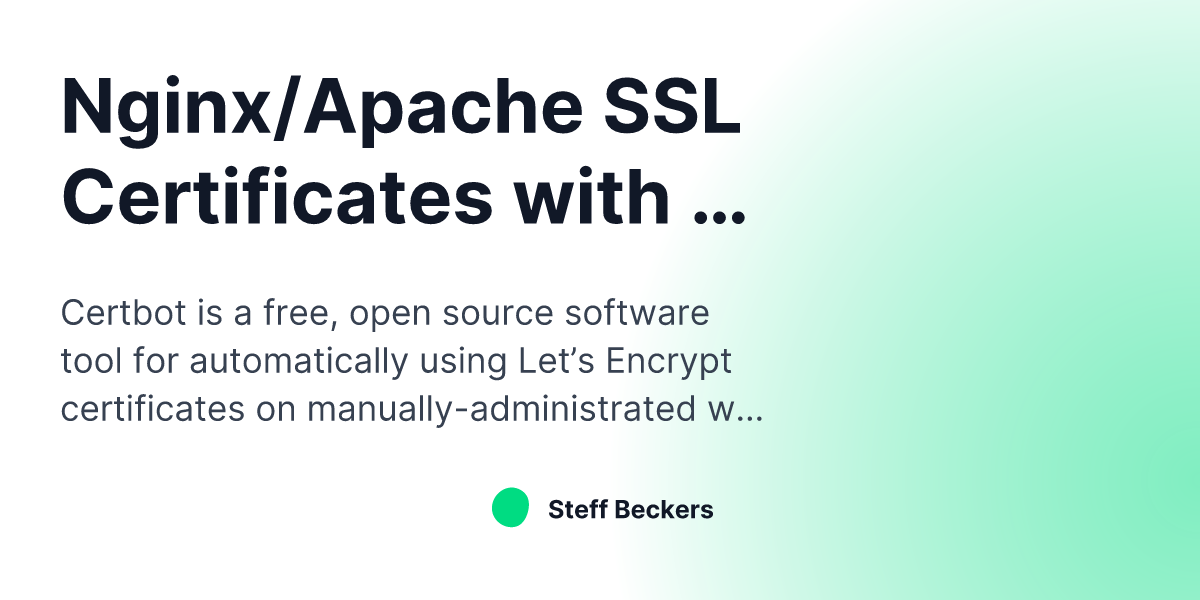 Nginx/Apache SSL
Certificates with ...
Certbot is a free, open source software
tool for automatically using Let’s Encrypt
certificates on manually-administrated w...
Steff Beckers